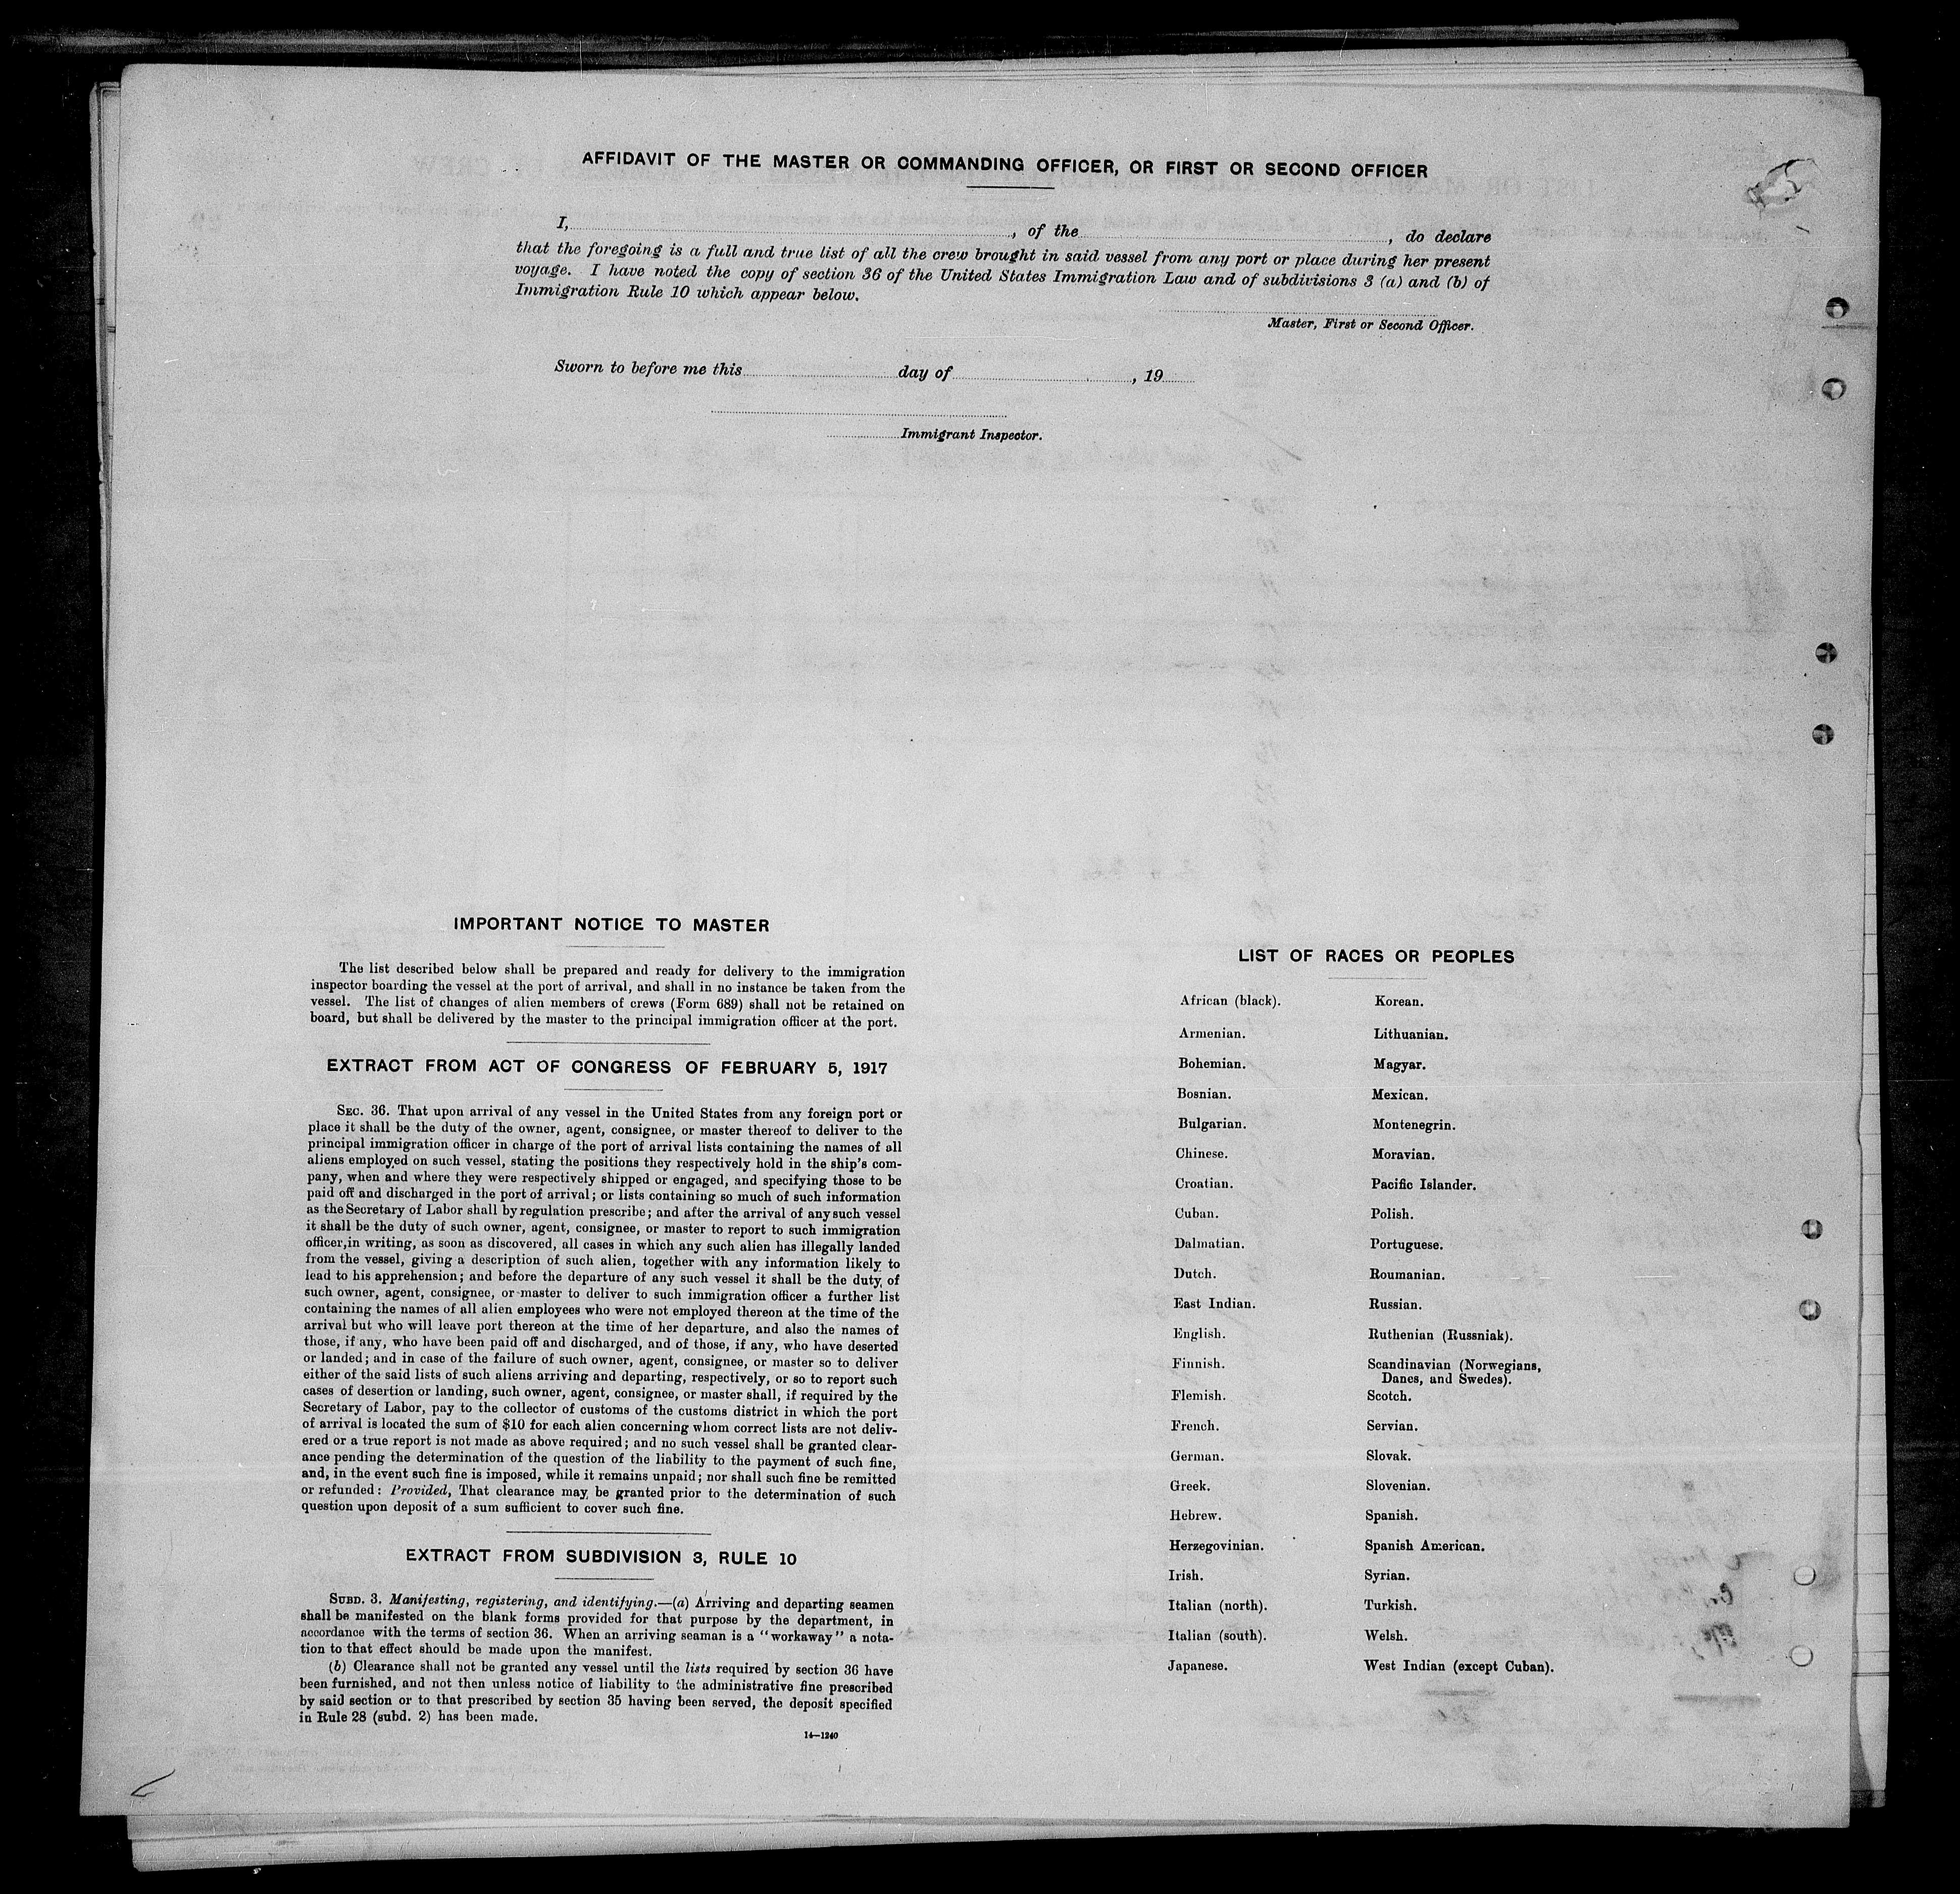 AFFIDAVIT OF THE MASTER OR COMMANDING OFFICER, OR FIRST OR SECOND OFFICER
I, , of the , do declare
that the foregoing is a full and true list of all the crew brought in said vessel from any port or place during her present
voyage. I have noted the copy of section 36 of the United States Immigration Law and of subdivisions 3 (a) and (b) of
Immigration Rule 10 which appear below.
Master, First or Second Officer.
Sworn to before me this day of , 19
Immigrant Inspector.
IMPORTANT NOTICE TO MASTER
The list described below shall be prepared and ready for delivery to the immigration
inspector boarding the vessel at the port of arrival, and shall in no instance be taken from the
vessel. The list of changes of alien members of crews (Form 689) shall not be retained on
board, but shall be delivered by the master to the principal immigration officer at the port.
EXTRACT FROM ACT OF CONGRESS OF FEBRUARY 5, 1917
SEC. 36. That upon arrival of any vessel in the United States from any foreign port or
place it shall be the duty of the owner, agent, consignee, or master thereof to deliver to the
principal immigration officer in charge of the port of arrival lists containing the names of all
aliens employed on such vessel, stating the positions they respectively hold in the ship's com-
pany, when and where they were respectively shipped or engaged, and specifying those to be
paid off and discharged in the port of arrival; or lists containing so much of such information
as the Secretary of Labor shall by regulation prescribe; and after the arrival of any such vessel
it shall be the duty of such owner, agent, consignee, or master to report to such immigration
officer, in writing, as soon as discovered, all cases in which any such alien has illegally landed
from the vessel, giving a description of such alien, together with any information likely to
lead to his apprehension; and before the departure of any such vessel it shall be the duty of
such owner, agent, consignee, or master to deliver to such immigration officer a further list
containing the names of all alien employees who were not employed thereon at the time of the
arrival but who will leave port thereon at the time of her departure, and also the names of
those, if any, who have been paid off and discharged, and of those, if any, who have deserted
or landed; and in case of the failure of such owner, agent, consignee, or master so to deliver
either of the said lists of such aliens arriving and departing, respectively, or so to report such
cases of desertion or landing, such owner, agent, consignee, or master shall, if required by the
Secretary of Labor, pay to the collector of customs of the customs district in which the port
of arrival is located the sum of $10 for each alien concerning whom correct lists are not deliv-
ered or a true report is not made as above required; and no such vessel shall be granted clear-
ance pending the determination of the question of the liability to the payment of such fine,
and, in the event such fine is imposed, while it remains unpaid; nor shall such fine be remitted
or refunded: Provided, That clearance may be granted prior to the determination of such
question upon deposit of a sum sufficient to cover such fine.
EXTRACT FROM SUBDIVISION 3, RULE 10
SUBD. 3. Manifesting, registering, and identifying.—(a) Arriving and departing seamen
shall be manifested on the blank forms provided for that purpose by the department, in
accordance with the terms of section 36. When an arriving seaman is a "workaway" a nota-
tion to that effect should be made upon the manifest.
(b) Clearance shall not be granted any vessel until the lists required by section 36 have
been furnished, and not then unless notice of liability to the administrative fine prescribed
by said section or to that prescribed by section 35 having been served, the deposit specified
in Rule 28 (subd. 2) has been made.
14—1240
LIST OF RACES OR PEOPLES
African (black).
Armenian.
Bohemian.
Bosnian.
Bulgarian.
Chinese.
Croatian.
Cuban.
Dalmatian.
Dutch.
East Indian.
English.
Finnish.
Flemish.
French.
German.
Greek.
Hebrew.
Herzegovinian.
Irish.
Italian (north).
Italian (south).
Japanese.
Korean.
Lithuanian.
Magyar.
Mexican.
Montenegrin.
Moravian.
Pacific Islander.
Polish.
Portuguese.
Roumanian.
Russian.
Ruthenian (Russniak).
Scandinavian (Norwegians,
Danes, and Swedes).
Scotch.
Servian.
Slovak.
Slovenian.
Spanish.
Spanish American.
Syrian.
Turkish.
Welsh.
West Indian (except Cuban).